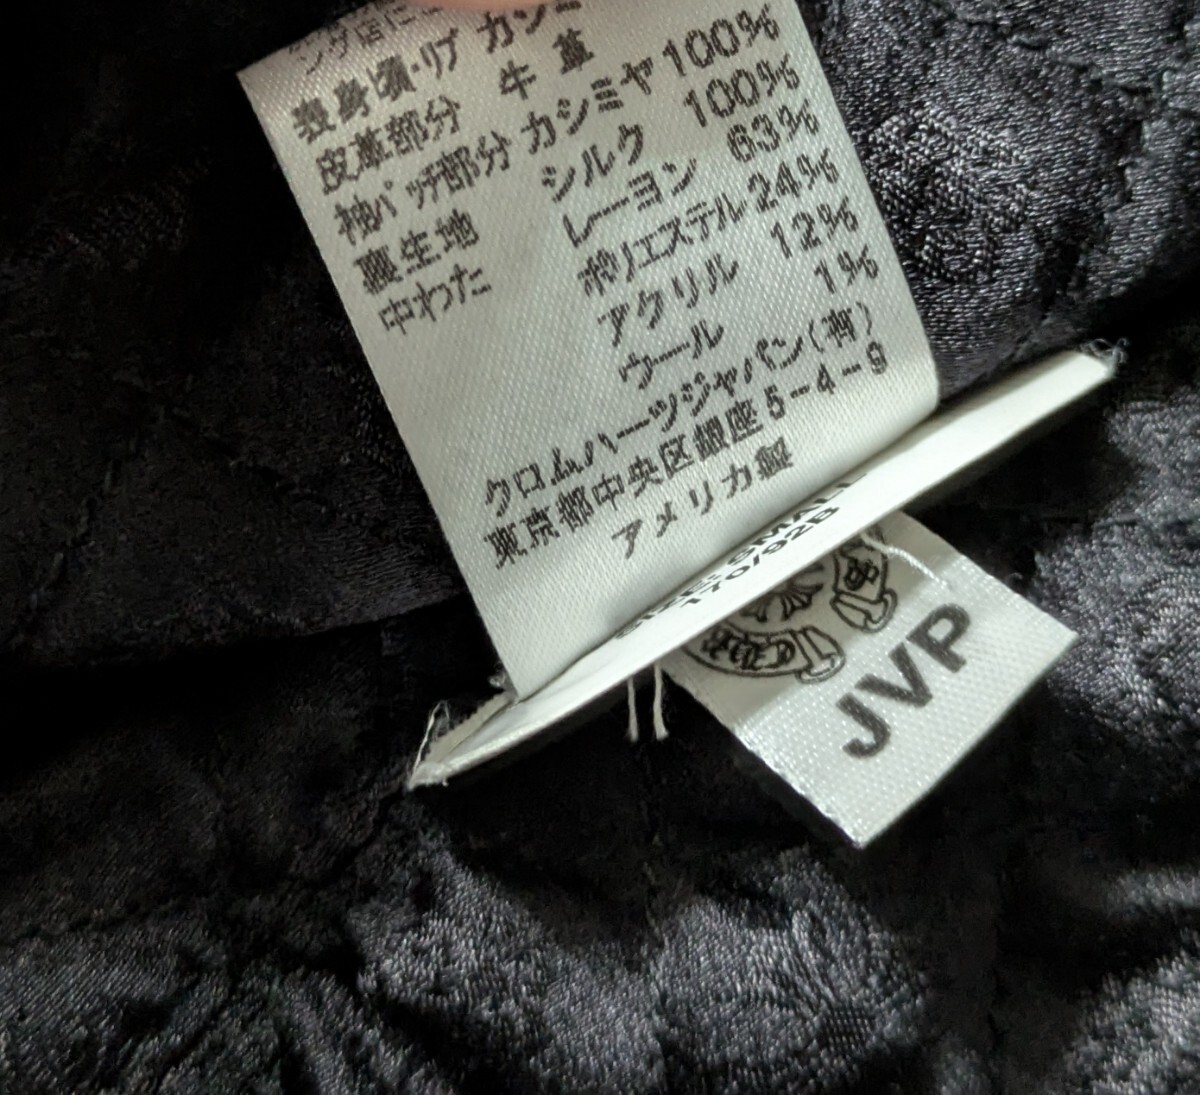 表身頃・リブ カシミ
皮革部分 牛革
袖パッチ部分 カシミヤ 100%
裏生地 シルク 100%
中わた レーヨン 63%
ポリエステル 24%
アクリル 12%
ウール 1%
クロムハーツジャパン(有)
東京都中央区銀座5-4-9
アメリカ製
SIZE: SMALL
170/92B
JVP